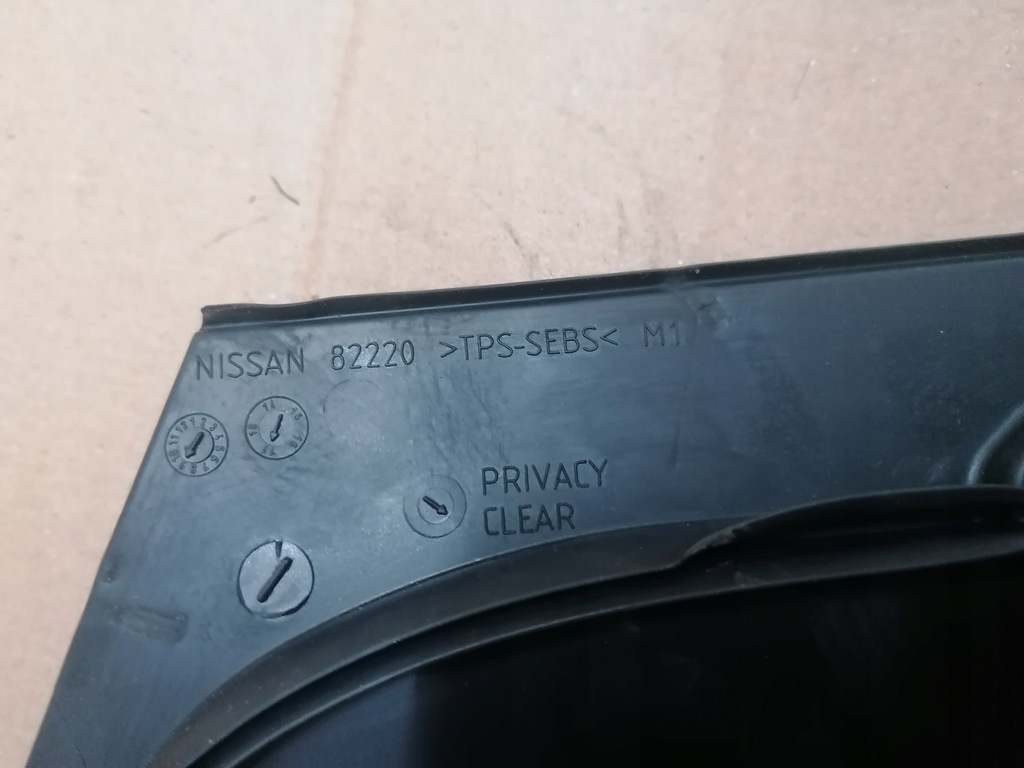 NISSAN 82220 >TPS-SEBS< M1
PRIVACY
CLEAR